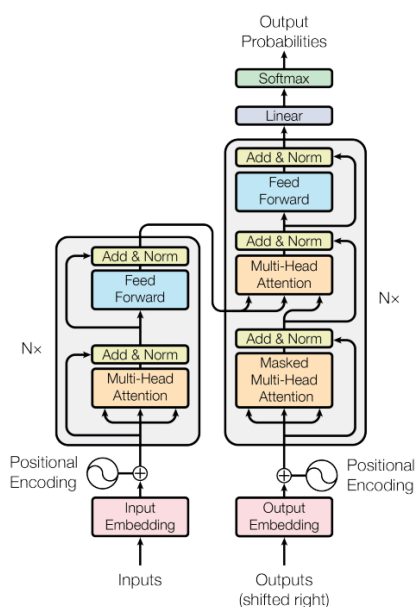 Output
Probabilities
Softmax
Linear
Add & Norm
Feed
Forward
Add & Norm
Multi-Head
Attention
Nx
Add & Norm
Masked
Multi-Head
Attention
Positional
Encoding
Output
Embedding
Outputs
(shifted right)
Add & Norm
Feed
Forward
N×
Add & Norm
Multi-Head
Attention
Positional
Encoding
Input
Embedding
Inputs